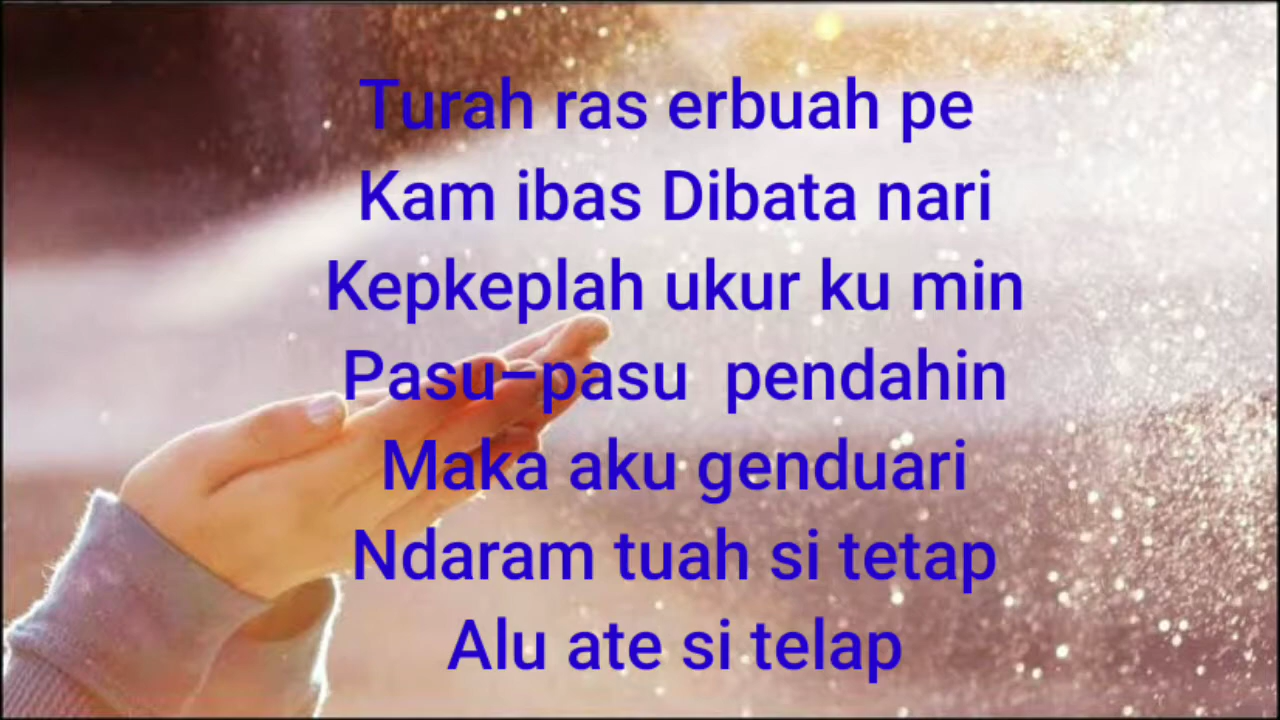 Turah ras erbuah pe
Kam ibas Dibata nari
Kepkeplah ukur ku min
Pasu–pasu  pendahin
Maka aku genduari
Ndaram tuah si tetap
Alu ate si telap